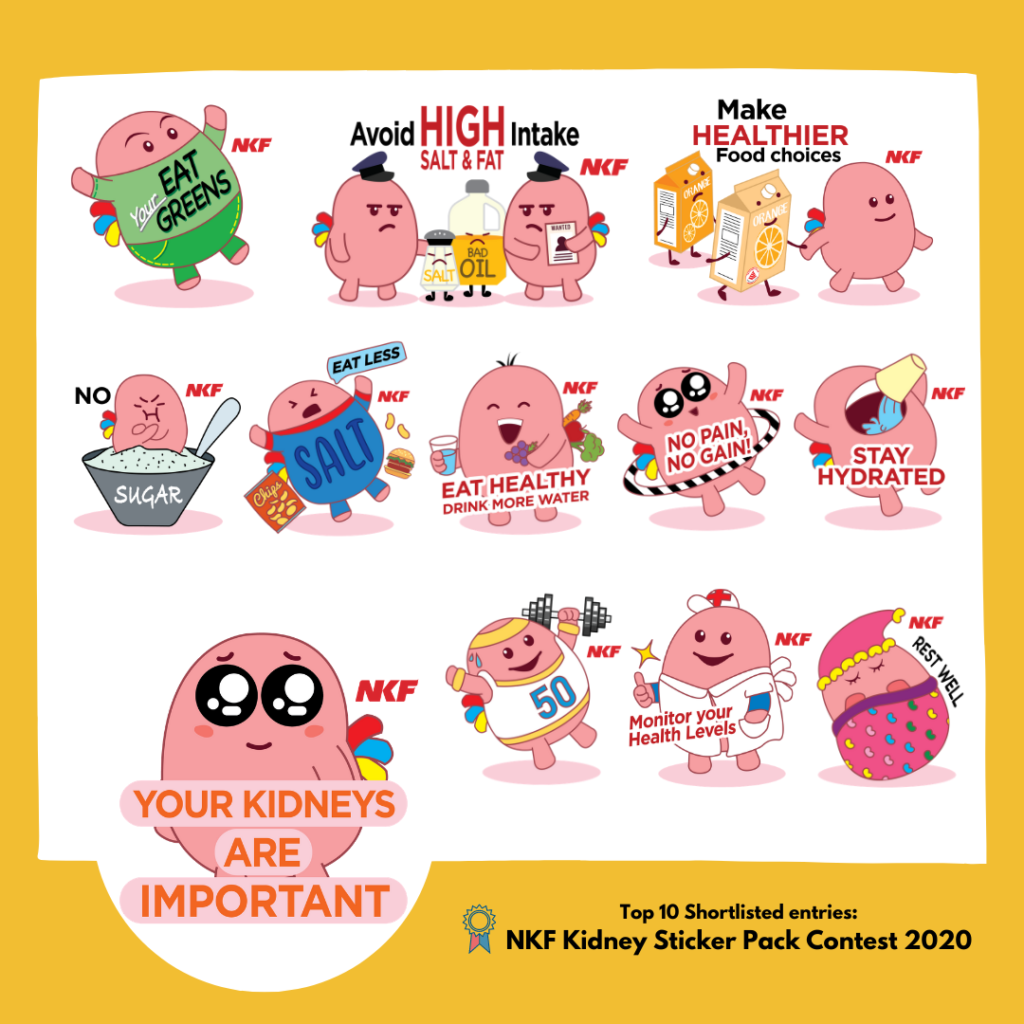 NKF
Your EAT
GREENS
Avoid HIGH Intake
SALT & FAT
NKF
WANTED
SALT
BAD
OIL
Make
HEALTHIER
Food choices
NKF
ORANGE
ORANGE
NO
NKF
SUGAR
EAT LESS
NKF
SALT
Chips
NKF
EAT HEALTHY
DRINK MORE WATER
NKF
NO PAIN,
NO GAIN!
NKF
STAY
HYDRATED
NKF
YOUR KIDNEYS
ARE
IMPORTANT
NKF
50
NKF
Monitor your
Health Levels
NKF
REST WELL
Top 10 Shortlisted entries:
NKF Kidney Sticker Pack Contest 2020